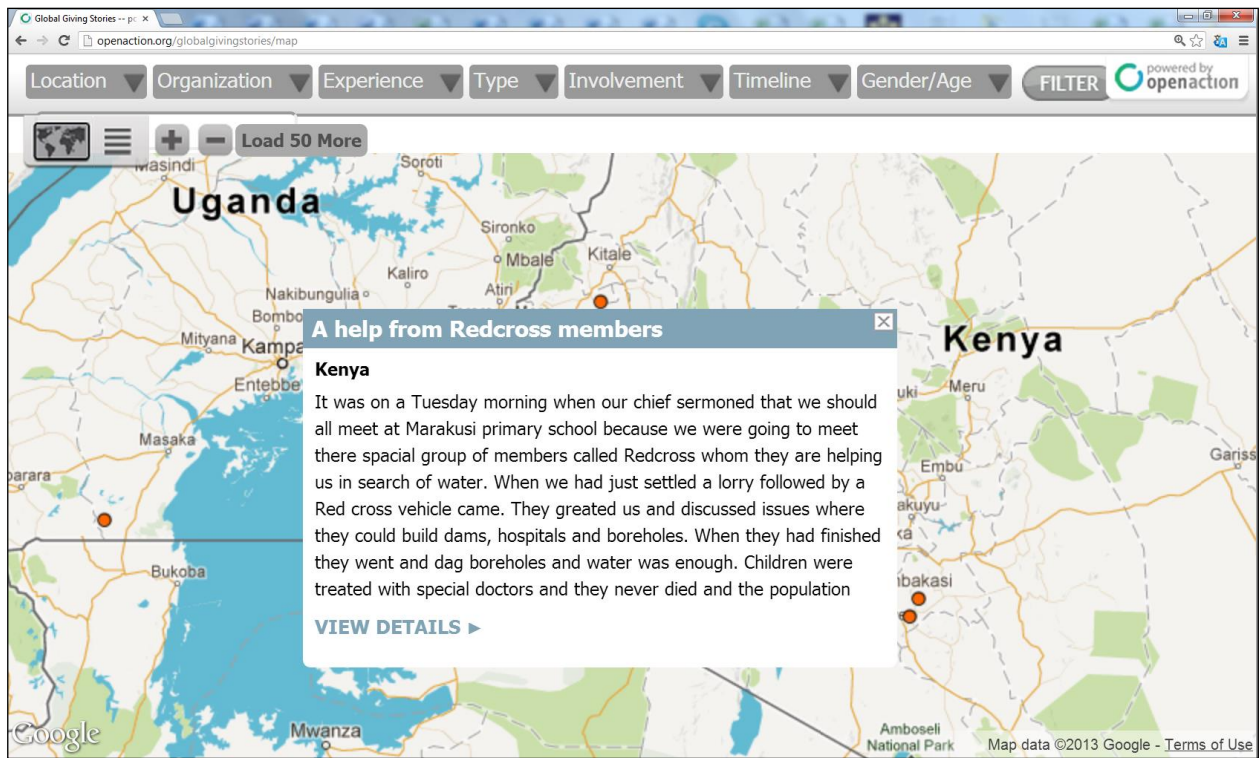 Global Giving Stories -- pc
openaction.org/globalgivingstories/map
Location Organization Experience Type Involvement Timeline Gender/Age FILTER
powered by
openaction
Load 50 More
Masindi
Soroti
Uganda
Sironko
Mbale
Kitale
Kaliro
Atiri
Nakibungulia
Bombo
Mityana
Kampa
Entebbe
Kenya
Meru
uki
Masaka
Embu
Gariss
barara
akuyu
ka
Bukoba
nbakasi
A help from Redcross members
Kenya
It was on a Tuesday morning when our chief sermoned that we should
all meet at Marakusi primary school because we were going to meet
there spacial group of members called Redcross whom they are helping
us in search of water. When we had just settled a lorry followed by a
Red cross vehicle came. They greated us and discussed issues where
they could build dams, hospitals and boreholes. When they had finished
they went and dag boreholes and water was enough. Children were
treated with special doctors and they never died and the population
VIEW DETAILS ►
Mwanza
Amboseli
National Park
Google
Map data ©2013 Google - Terms of Use